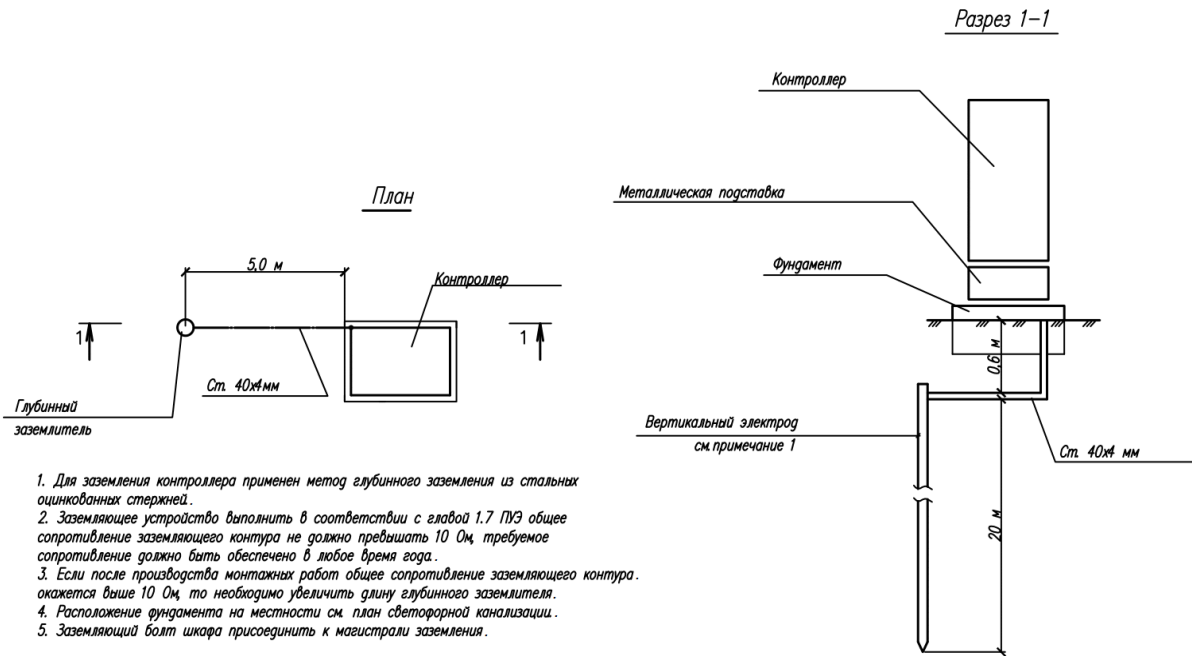 Разрез 1-1
Контроллер
Металлическая подставка
Фундамент
0,6 м
Вертикальный электрод
см.примечание 1
Ст. 40х4 мм
20 м
План
5,0 м
Контроллер
1
1
Ст. 40х4мм
Глубинный
заземлитель
1. Для заземления контроллера применен метод глубинного заземления из стальных
оцинкованных стержней.
2. Заземляющее устройство выполнить в соответствии с главой 1.7 ПУЭ общее
сопротивление заземляющего контура не должно превышать 10 Ом, требуемое
сопротивление должно быть обеспечено в любое время года.
3. Если после производства монтажных работ общее сопротивление заземляющего контура.
окажется выше 10 Ом, то необходимо увеличить длину глубинного заземлителя.
4. Расположение фундамента на местности см. план светофорной канализации.
5. Заземляющий болт шкафа присоединить к магистрали заземления.